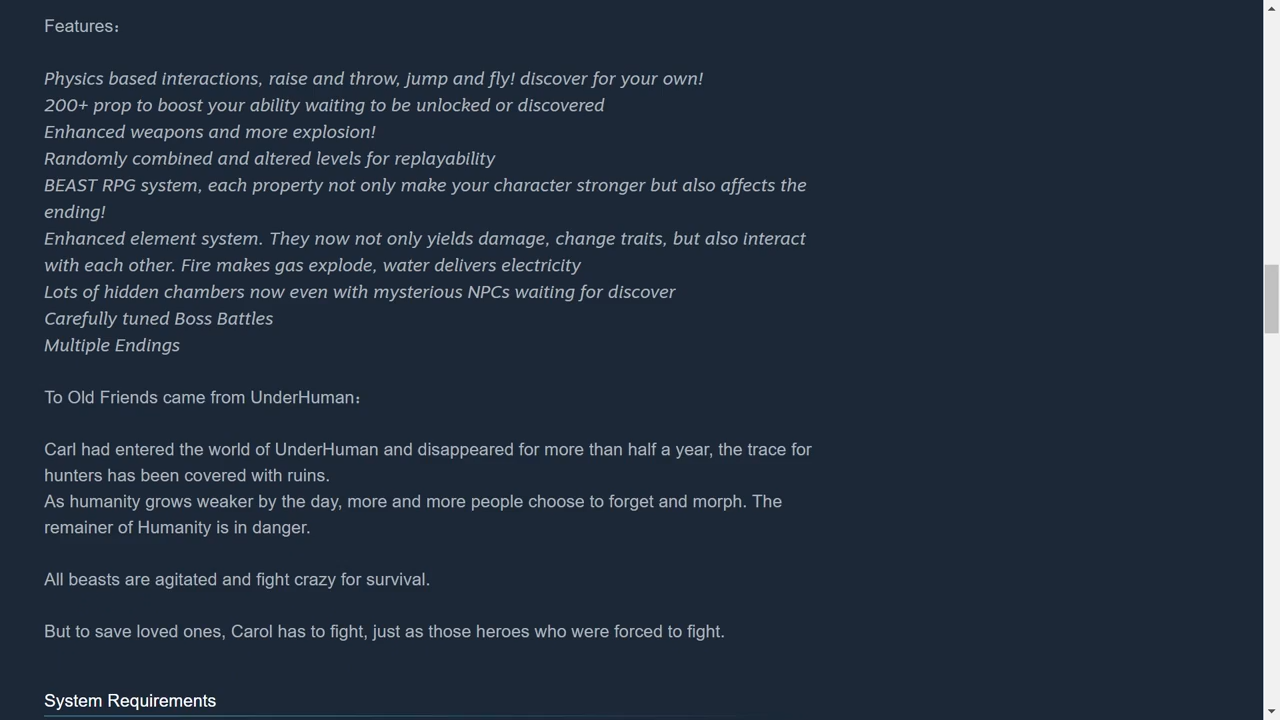 Features：
Physics based interactions, raise and throw, jump and fly! discover for your own!
200+ prop to boost your ability waiting to be unlocked or discovered
Enhanced weapons and more explosion!
Randomly combined and altered levels for replayability
BEAST RPG system, each property not only make your character stronger but also affects the
ending!
Enhanced element system. They now not only yields damage, change traits, but also interact
with each other. Fire makes gas explode, water delivers electricity
Lots of hidden chambers now even with mysterious NPCs waiting for discover
Carefully tuned Boss Battles
Multiple Endings
To Old Friends came from UnderHuman：
Carl had entered the world of UnderHuman and disappeared for more than half a year, the trace for
hunters has been covered with ruins.
As humanity grows weaker by the day, more and more people choose to forget and morph. The
remainer of Humanity is in danger.
All beasts are agitated and fight crazy for survival.
But to save loved ones, Carol has to fight, just as those heroes who were forced to fight.
System Requirements